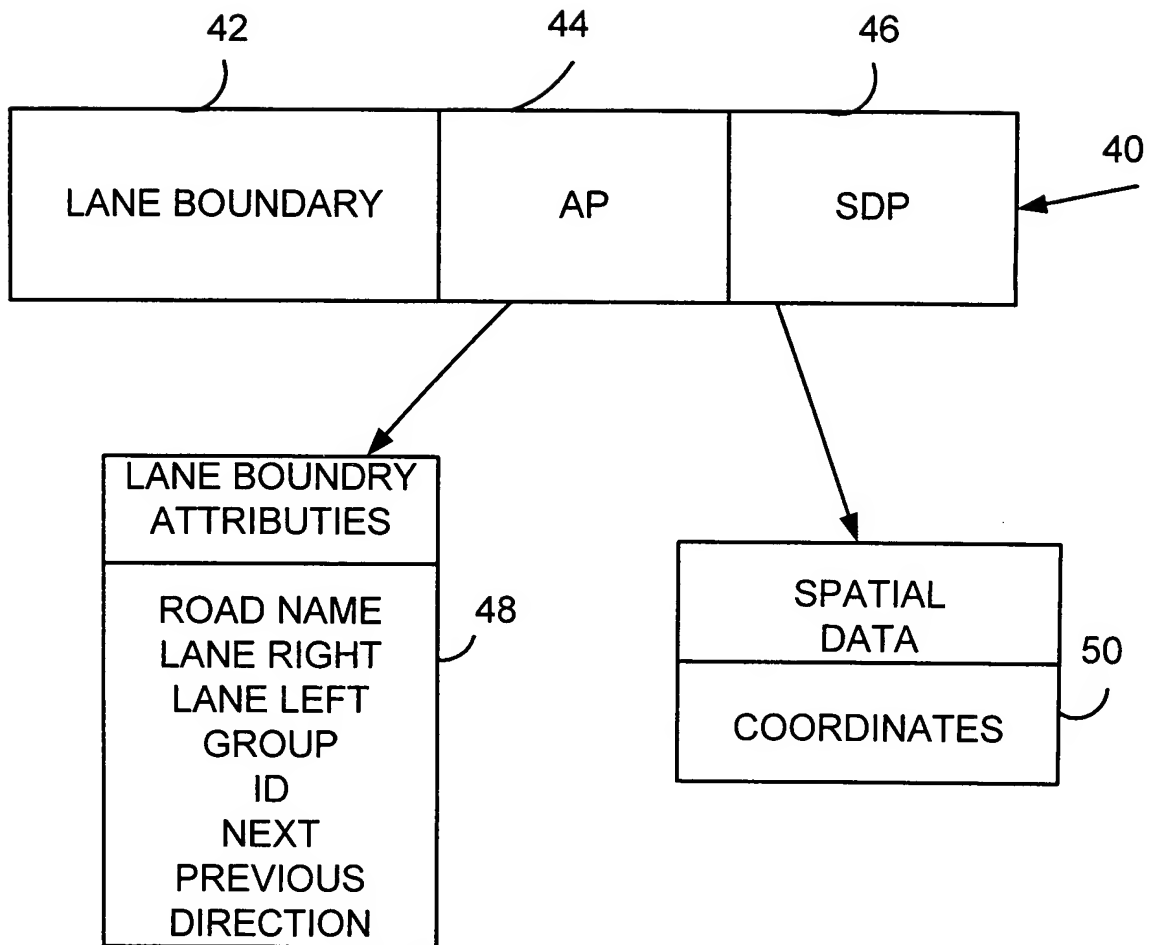 42
44
46
40
LANE BOUNDARY
AP
SDP
LANE BOUNDRY
ATTRIBUTIES
ROAD NAME
LANE RIGHT
LANE LEFT
GROUP
ID
NEXT
PREVIOUS
DIRECTION
48
SPATIAL
DATA
COORDINATES
50